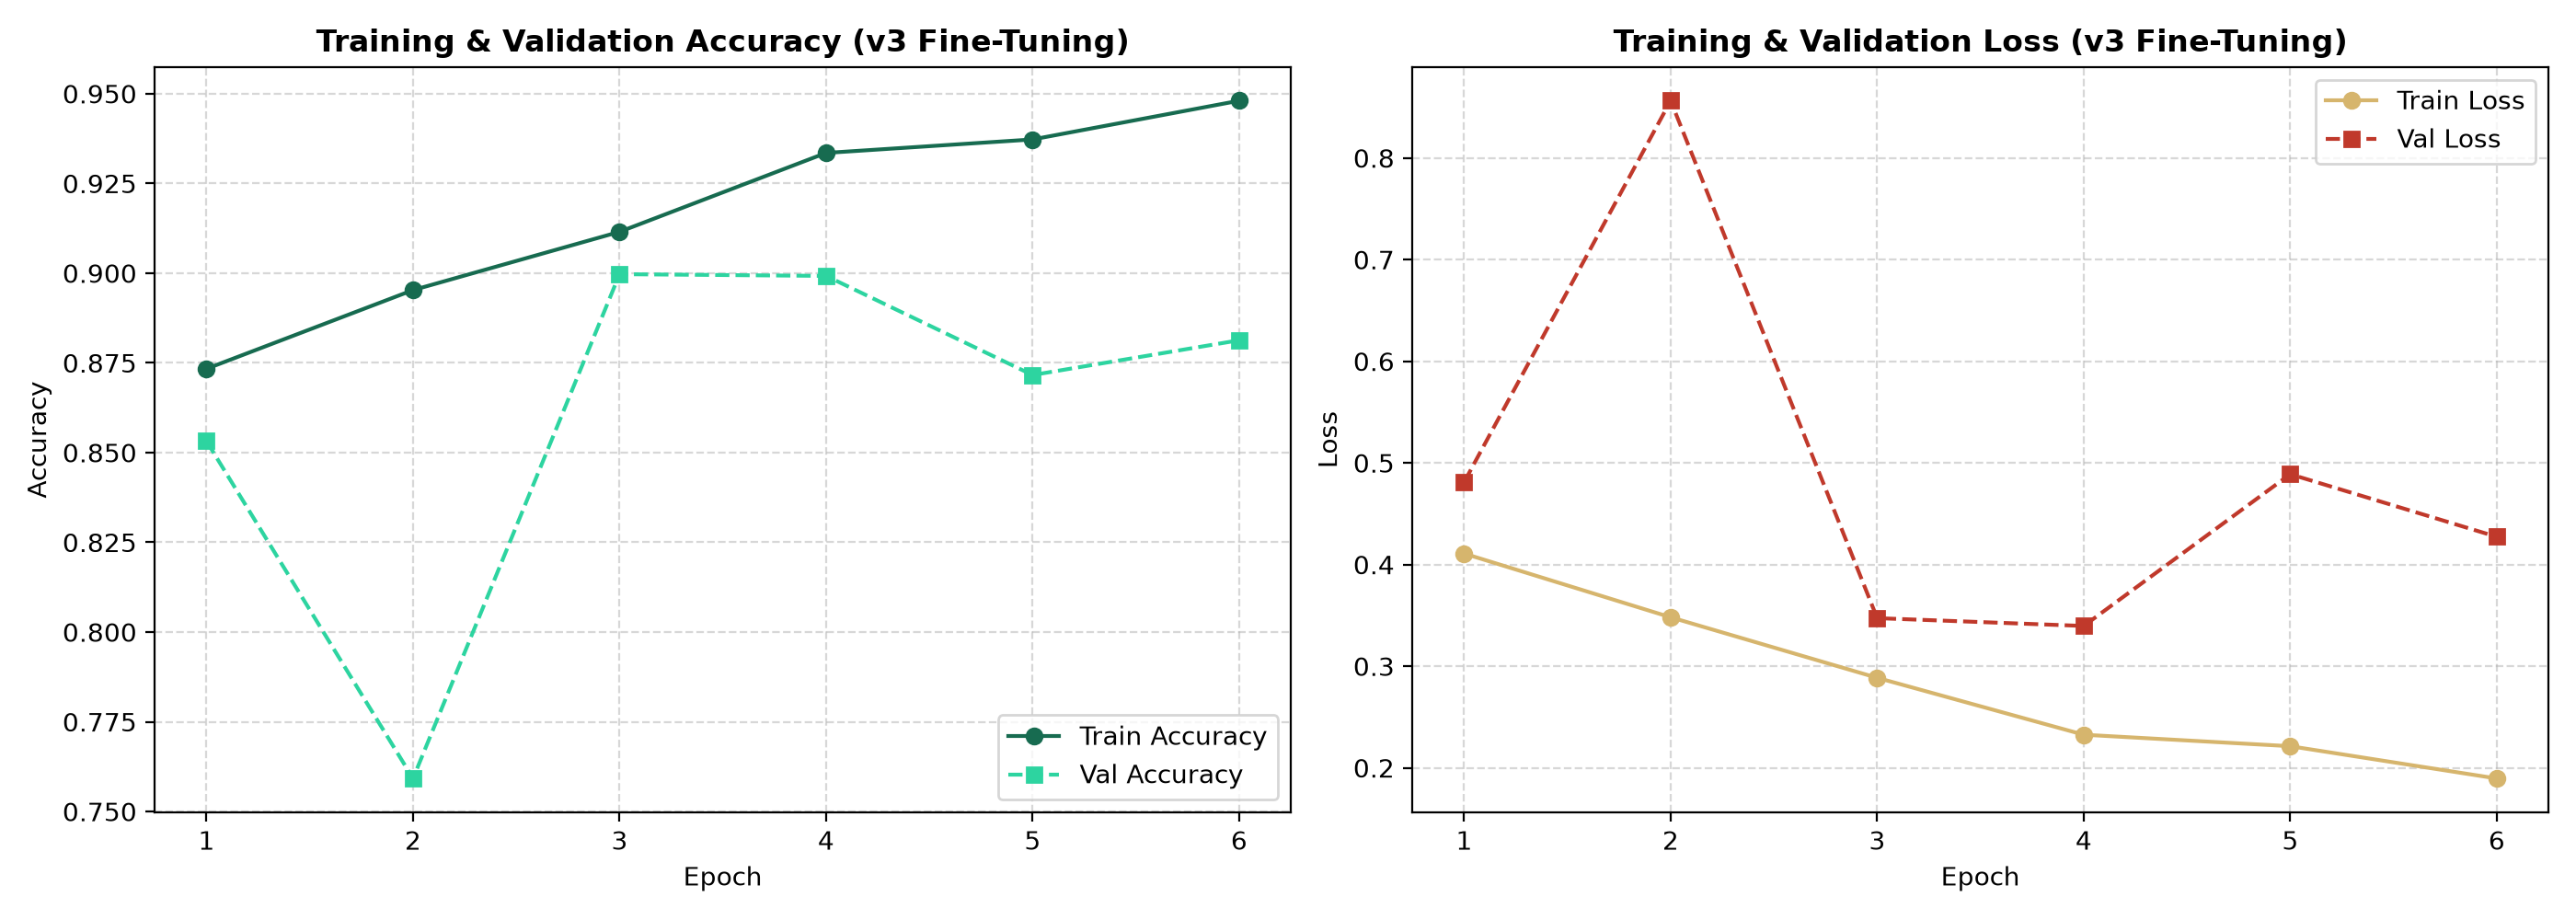 Training & Validation Accuracy (v3 Fine-Tuning)
Accuracy
0.950
0.925
0.900
0.875
0.850
0.825
0.800
0.775
0.750
Train Accuracy
Val Accuracy
1 2 3 4 5 6
Epoch
Training & Validation Loss (v3 Fine-Tuning)
Loss
Train Loss
Val Loss
0.8
0.7
0.6
0.5
0.4
0.3
0.2
1 2 3 4 5 6
Epoch